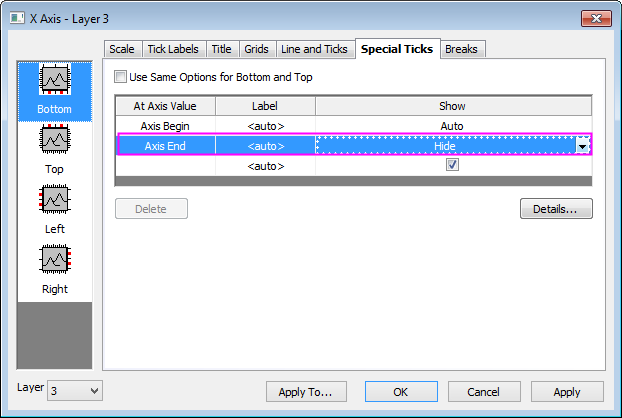 X Axis - Layer 3
Scale Tick Labels Title Grids Line and Ticks Special Ticks Breaks
Bottom
Top
Left
Right
Use Same Options for Bottom and Top
At Axis Value Label Show
Axis Begin <auto> Auto
Axis End <auto> Hide
<auto>
Delete Details...
Layer 3 Apply To... OK Cancel Apply